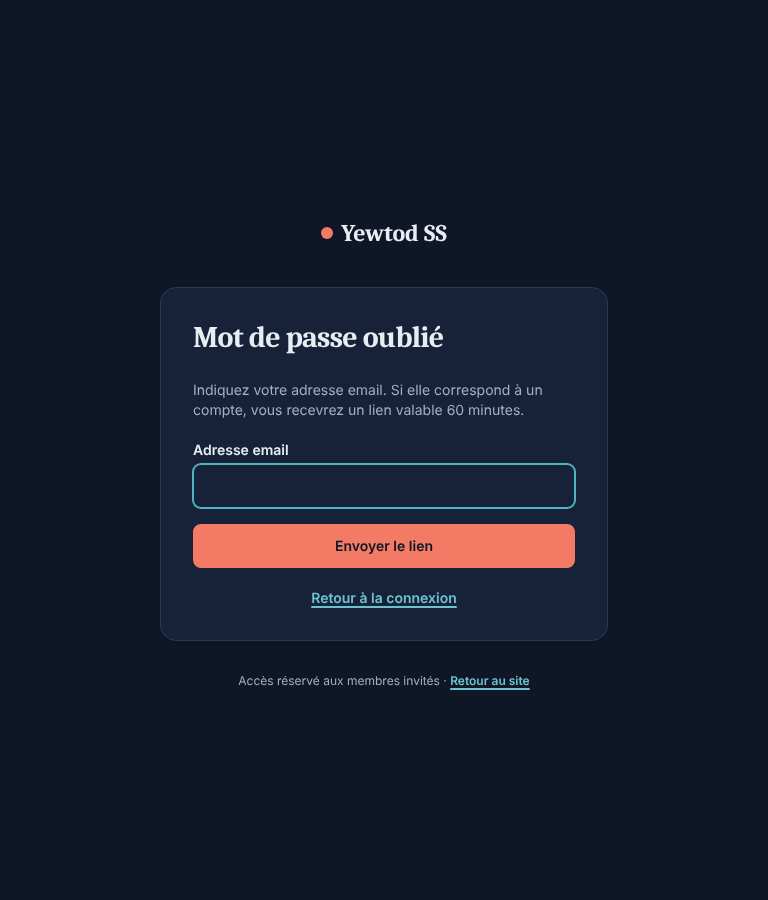 Yewtod SS
Mot de passe oublié
Indiquez votre adresse email. Si elle correspond à un
compte, vous recevrez un lien valable 60 minutes.
Adresse email
Envoyer le lien
Retour à la connexion
Accès réservé aux membres invités · Retour au site